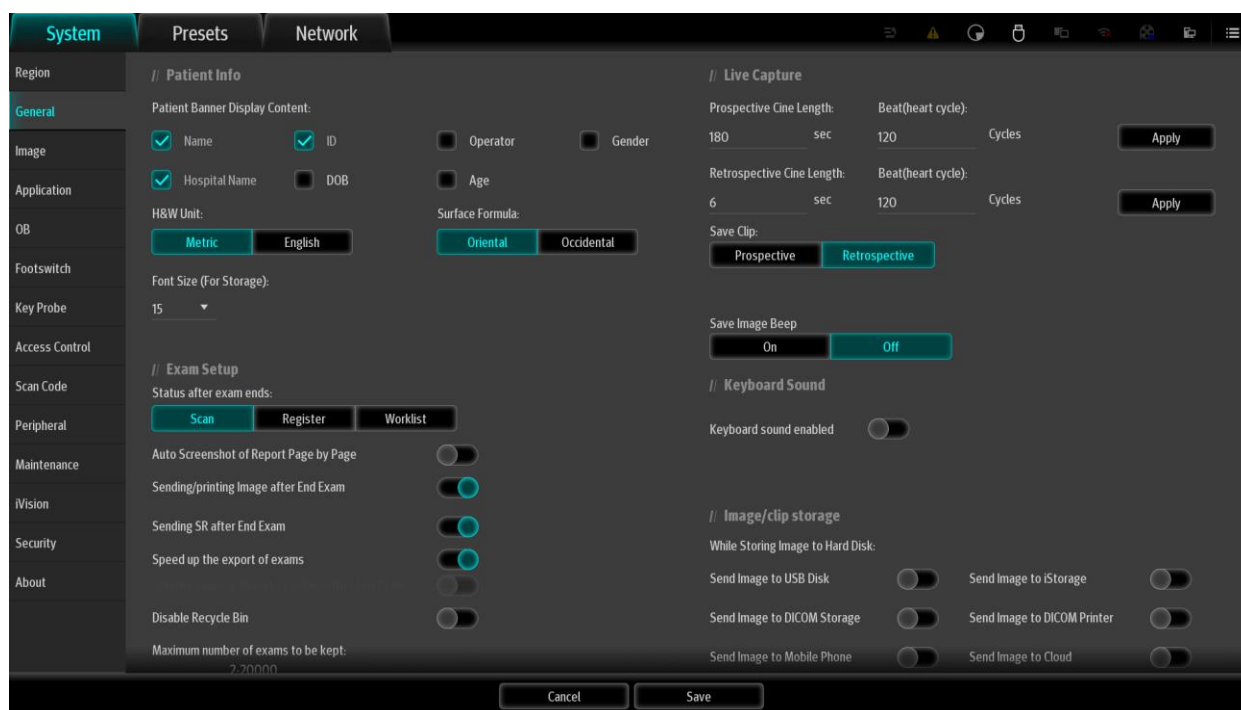 System Presets Network
Region
General
Image
Application
OB
Footswitch
Key Probe
Access Control
Scan Code
Peripheral
Maintenance
iVision
Security
About
// Patient Info
Patient Banner Display Content:
Name ID Operator Gender
Hospital Name DOB Age
H&W Unit: Surface Formula:
Metric English Oriental Occidental
Font Size (For Storage):
15
// Exam Setup
Status after exam ends:
Scan Register Worklist
Auto Screenshot of Report Page by Page
Sending/printing Image after End Exam
Sending SR after End Exam
Speed up the export of exams
Disable Recycle Bin
Maximum number of exams to be kept:
2-20000
// Live Capture
Prospective Cine Length: Beat(heart cycle):
180 sec 120 Cycles Apply
Retrospective Cine Length: Beat(heart cycle):
6 sec 120 Cycles Apply
Save Clip:
Prospective Retrospective
Save Image Beep
On Off
// Keyboard Sound
Keyboard sound enabled
// Image/clip storage
While Storing Image to Hard Disk:
Send Image to USB Disk Send Image to iStorage
Send Image to DICOM Storage Send Image to DICOM Printer
Send Image to Mobile Phone Send Image to Cloud
Cancel Save